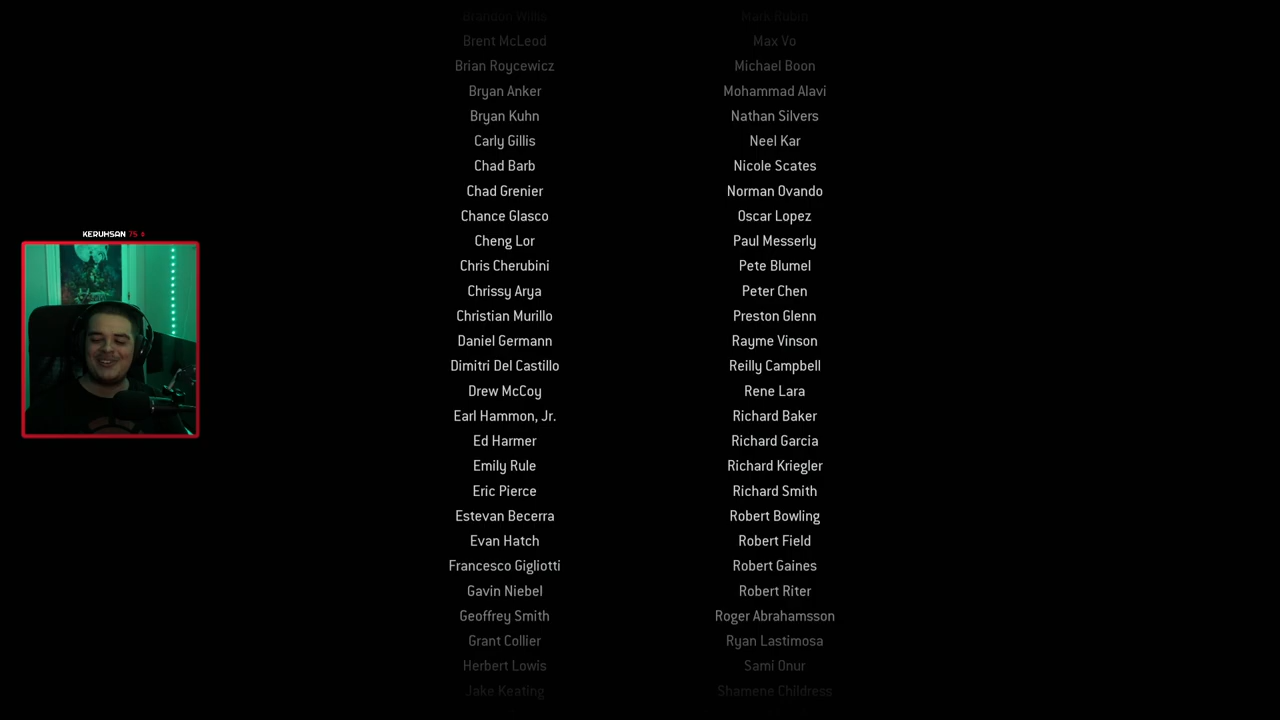 Brandon Willis
Brent McLeod
Brian Roycewicz
Bryan Anker
Bryan Kuhn
Carly Gillis
Chad Barb
Chad Grenier
Chance Glasco
Cheng Lor
Chris Cherubini
Chrissy Arya
Christian Murillo
Daniel Germann
Dimitri Del Castillo
Drew McCoy
Earl Hammon, Jr.
Ed Harmer
Emily Rule
Eric Pierce
Estevan Becerra
Evan Hatch
Francesco Gigliotti
Gavin Niebel
Geoffrey Smith
Grant Collier
Herbert Lowis
Jake Keating
Mark Rubin
Max Vo
Michael Boon
Mohammad Alavi
Nathan Silvers
Neel Kar
Nicole Scates
Norman Ovando
Oscar Lopez
Paul Messerly
Pete Blumel
Peter Chen
Preston Glenn
Rayme Vinson
Reilly Campbell
Rene Lara
Richard Baker
Richard Garcia
Richard Kriegler
Richard Smith
Robert Bowling
Robert Field
Robert Gaines
Robert Riter
Roger Abrahamsson
Ryan Lastimosa
Sami Onur
Shamene Childress
KERUHSAN 75